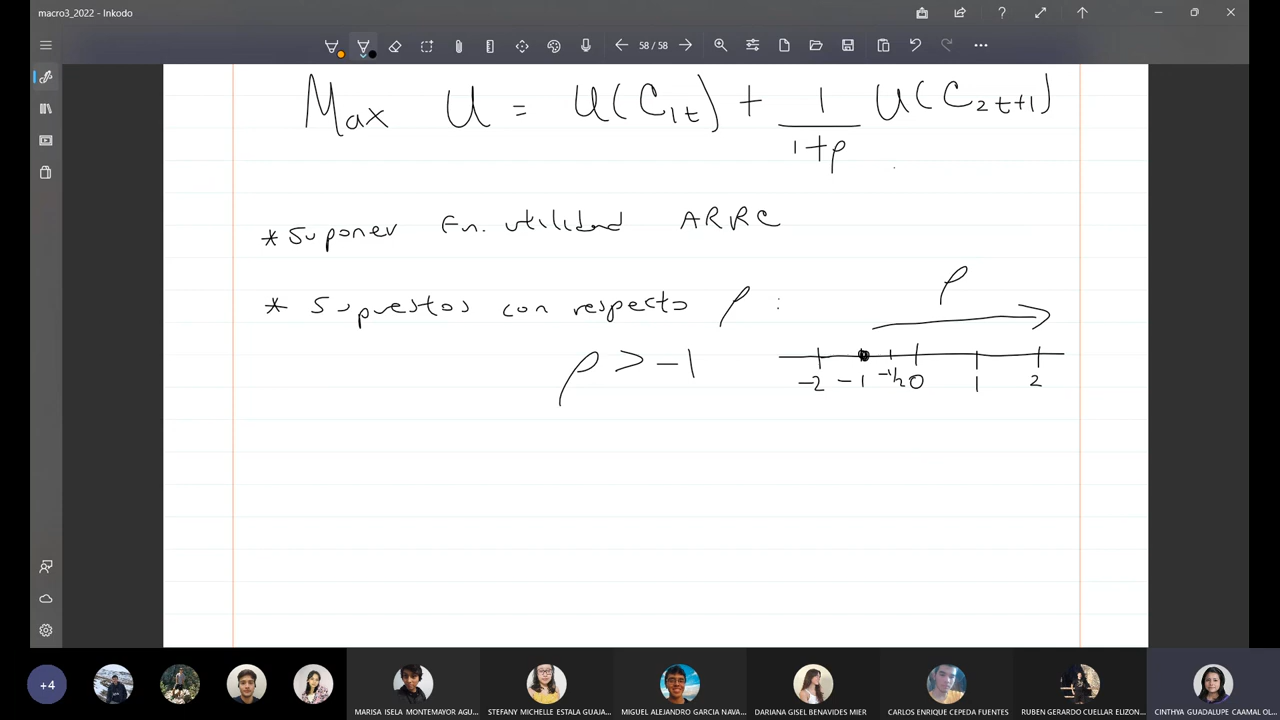 macro3_2022 - Inkodo
58 / 58
Max U = U(C1t) + 1/(1+ρ) U(C2t+1)
* Suponer Fn. utilidad ARRC
* Supuestos con respecto ρ :
ρ
ρ > -1
-2 -1 -1/2 0 1 2
+4
MARISA ISELA MONTEMAYOR AGU...
STEFANY MICHELLE ESTALA GUAJA...
MIGUEL ALEJANDRO GARCIA NAVA...
DARIANA GISEL BENAVIDES MIER
CARLOS ENRIQUE CEPEDA FUENTES
RUBEN GERARDO CUELLAR ELIZON...
CINTHYA GUADALUPE CAAMAL OL...